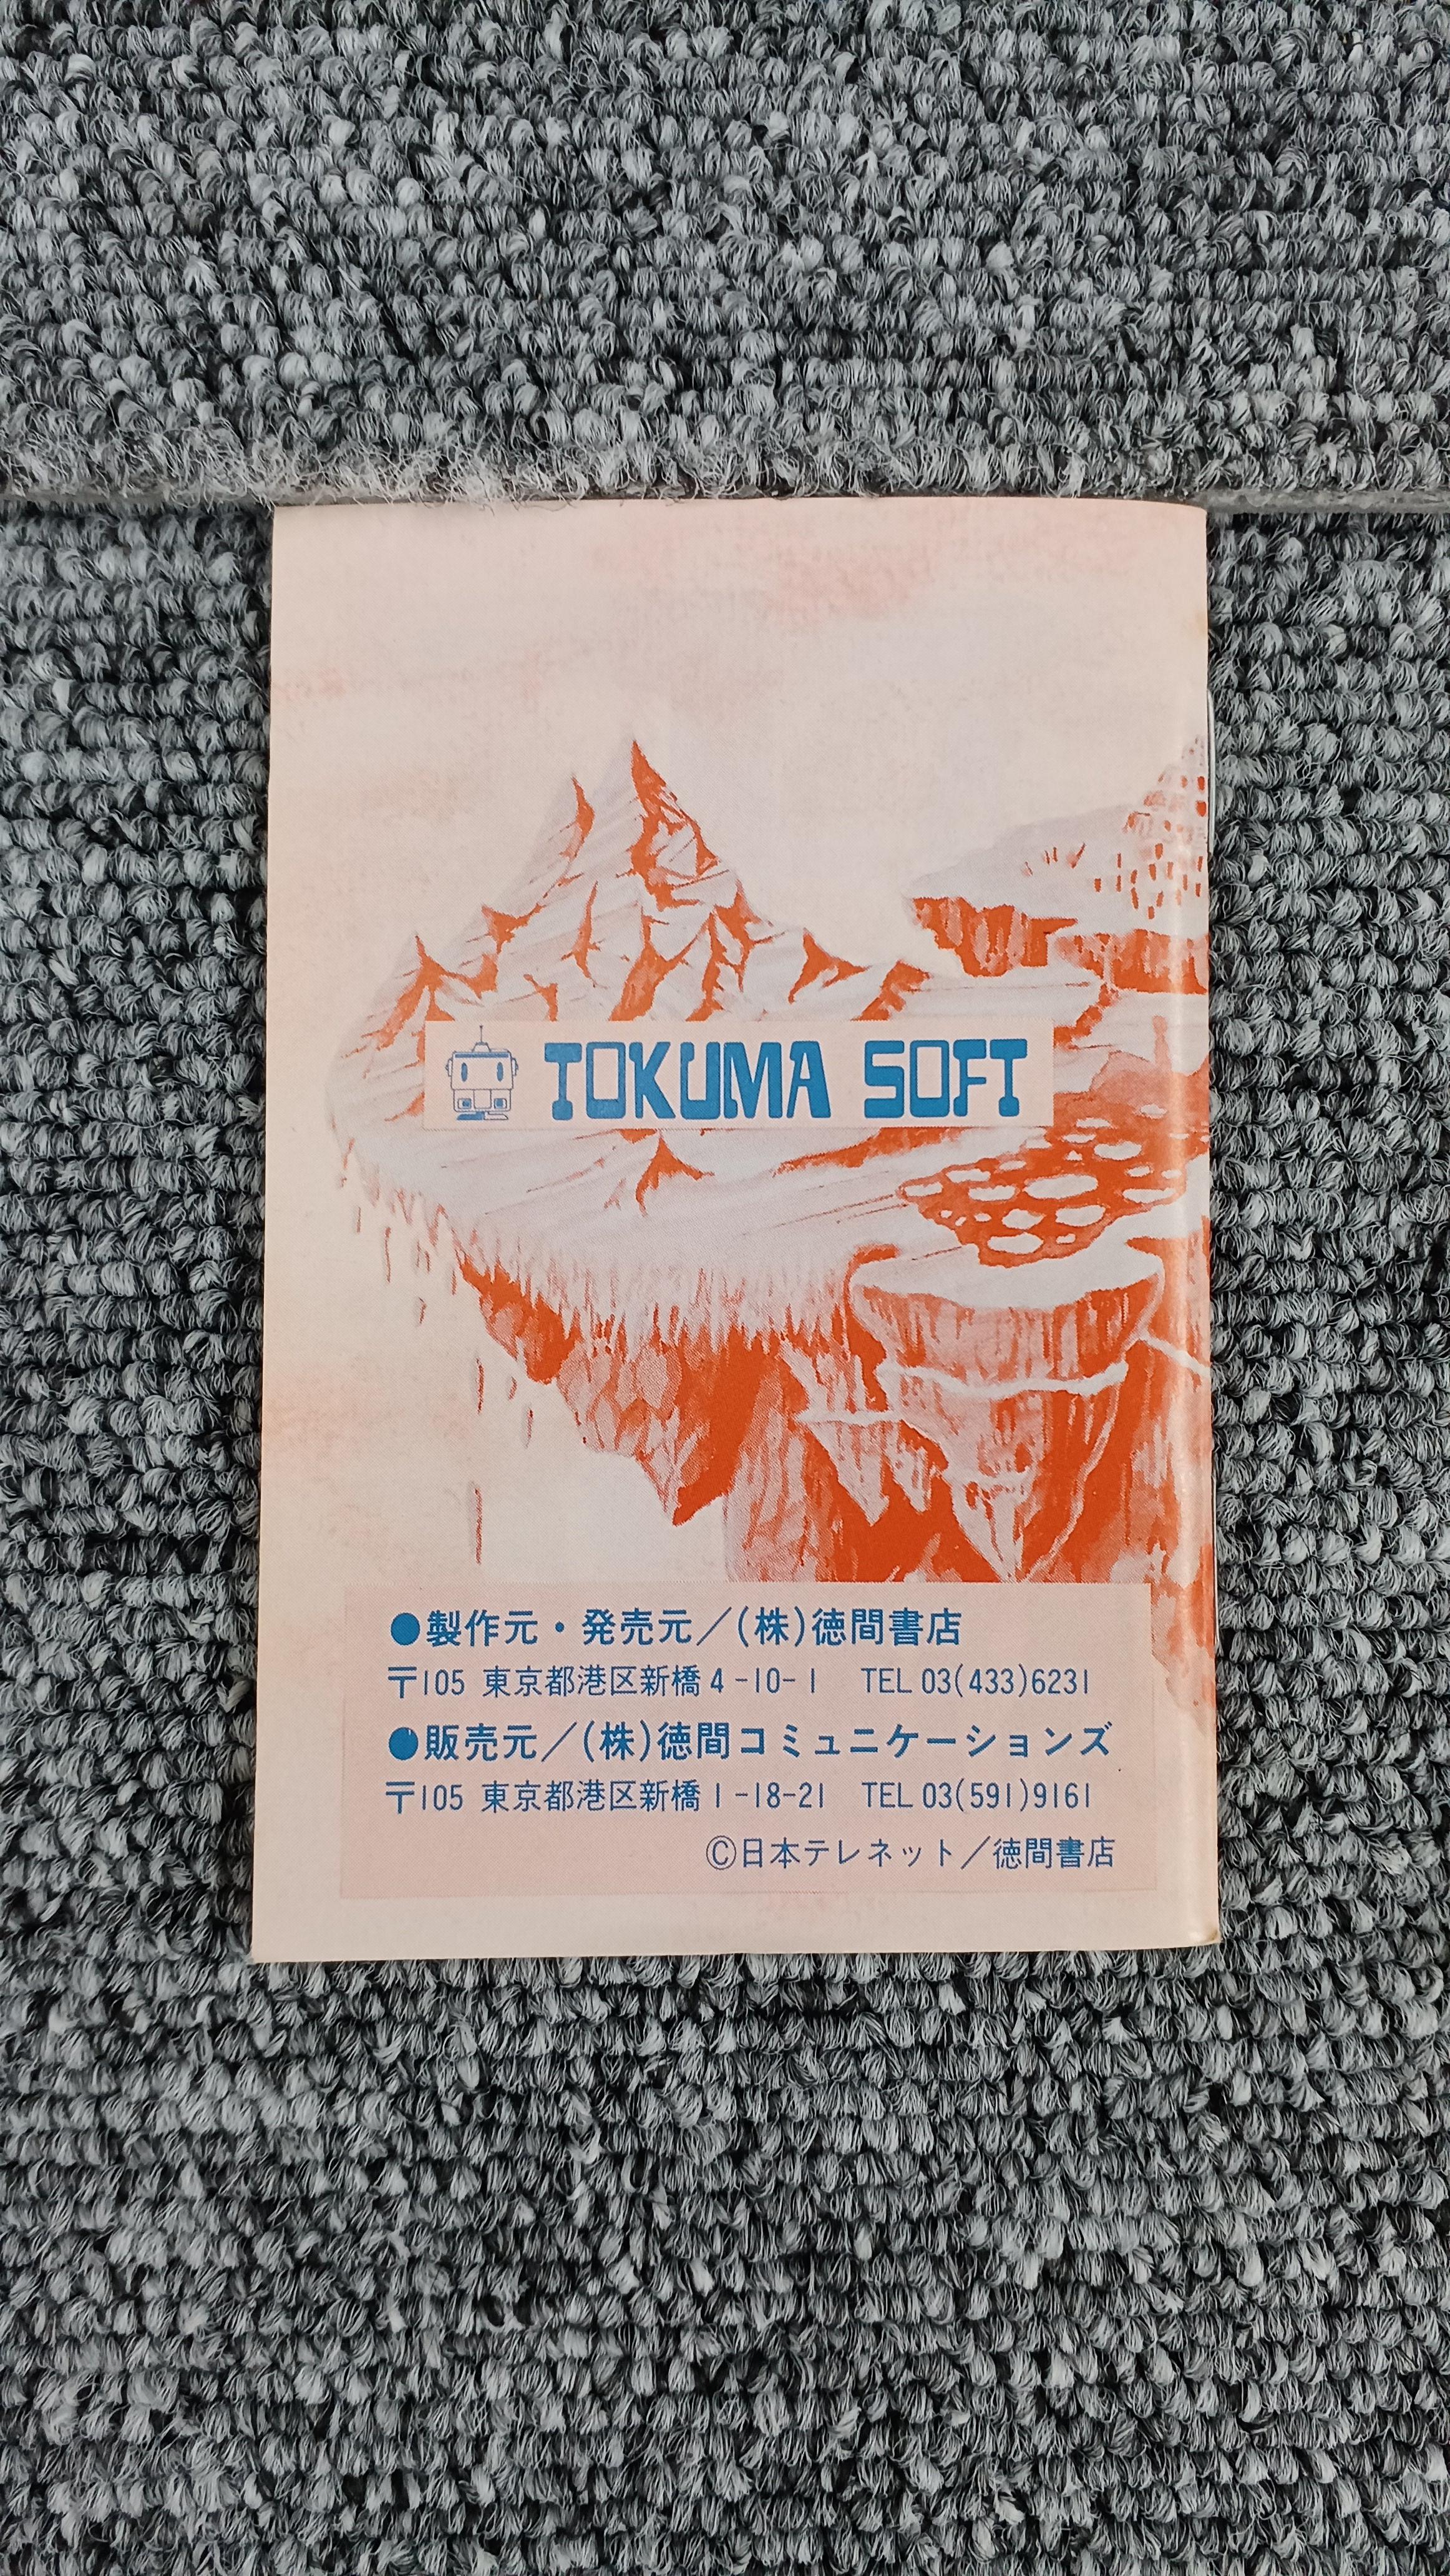 TOKUMA SOFT
●製作元・発売元／(株)徳間書店
〒105 東京都港区新橋4-10-1 TEL 03(433)6231
●販売元／(株)徳間コミュニケーションズ
〒105 東京都港区新橋1-18-21 TEL 03(591)9161
©日本テレネット／徳間書店